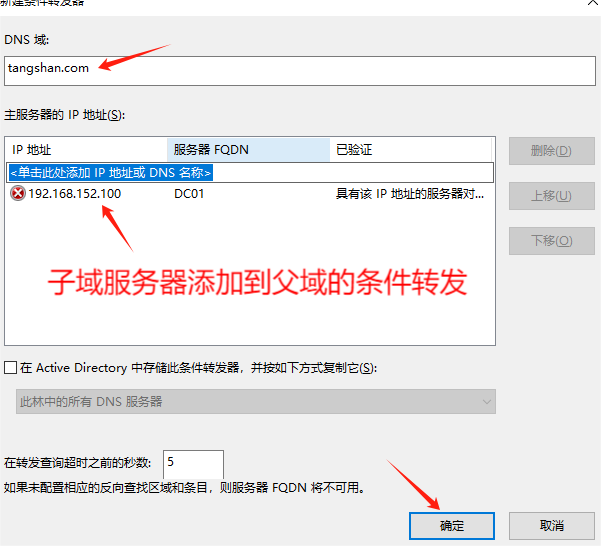 新建条件转发器
DNS 域:
tangshan.com
主服务器的 IP 地址(S):
IP 地址 服务器 FQDN 已验证
<单击此处添加 IP 地址或 DNS 名称>
192.168.152.100 DC01 具有该 IP 地址的服务器对...
删除(D)
上移(U)
下移(O)
子域服务器添加到父域的条件转发
在 Active Directory 中存储此条件转发器，并按如下方式复制它(S):
此林中的所有 DNS 服务器
在转发查询超时之前的秒数: 5
如果未配置相应的反向查找区域和条目，则服务器 FQDN 将不可用。
确定 取消